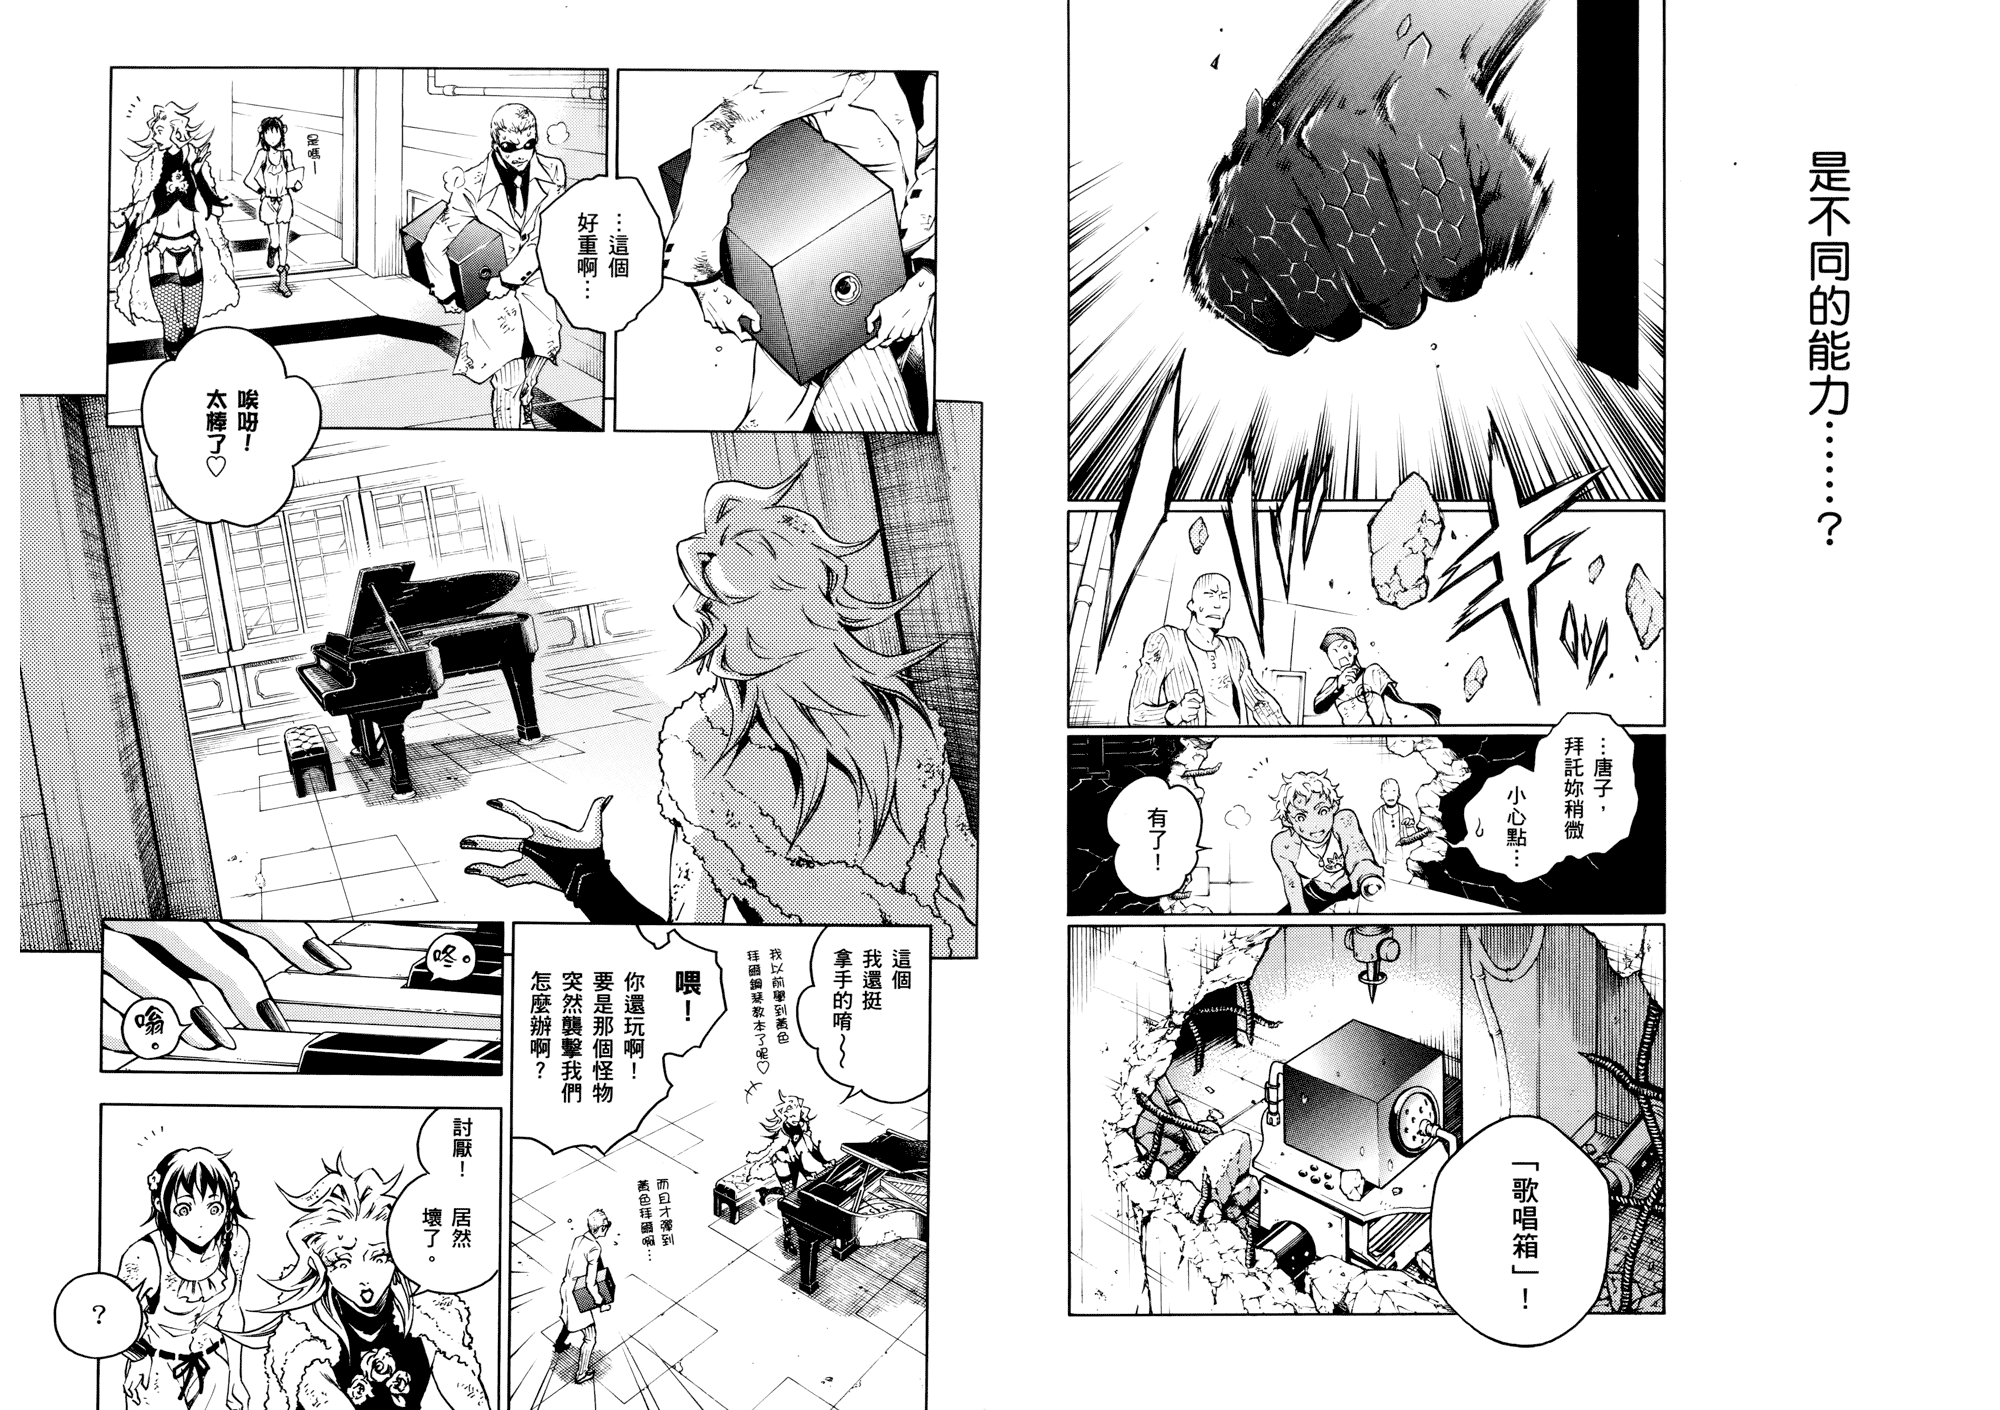 是不同的能力⋯⋯？
バババキ
…唐子，
拜託妳稍微
小心點…
有了！
「歌唱箱」！
…這個
好重啊…
是嗎—
唉呀！
太棒了♡
這個
我還挺
拿手的唷～～
我以前學到黃色
拜爾鋼琴教本了呢♡
喂！
你還玩啊！
要是那個怪物
突然襲擊我們
怎麼辦啊？
而且才彈到
黃色拜爾啊…
咚。
嗡。
討厭！居然
壞了。
？